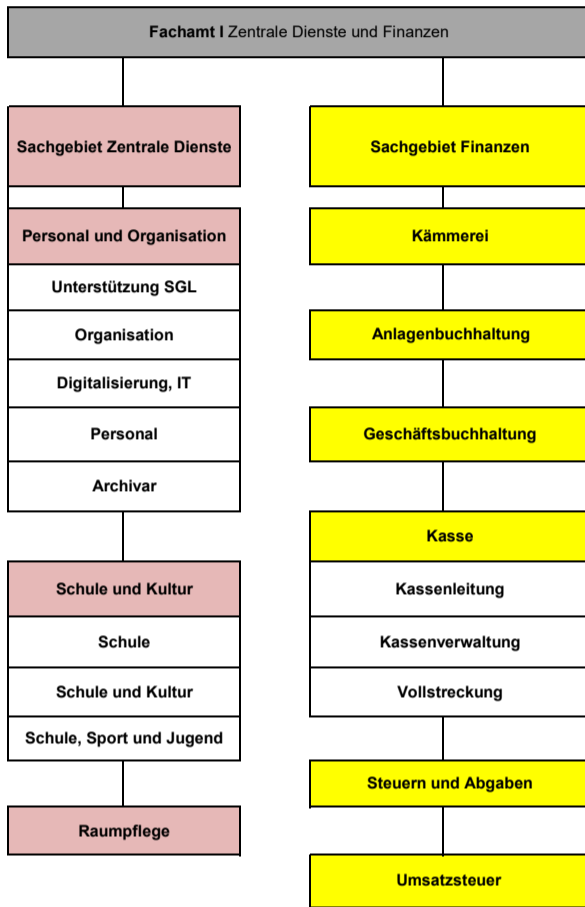 Fachamt I Zentrale Dienste und Finanzen
Sachgebiet Zentrale Dienste
Personal und Organisation
Unterstützung SGL
Organisation
Digitalisierung, IT
Personal
Archivar
Schule und Kultur
Schule
Schule und Kultur
Schule, Sport und Jugend
Raumpflege
Sachgebiet Finanzen
Kämmerei
Anlagenbuchhaltung
Geschäftsbuchhaltung
Kasse
Kassenleitung
Kassenverwaltung
Vollstreckung
Steuern und Abgaben
Umsatzsteuer